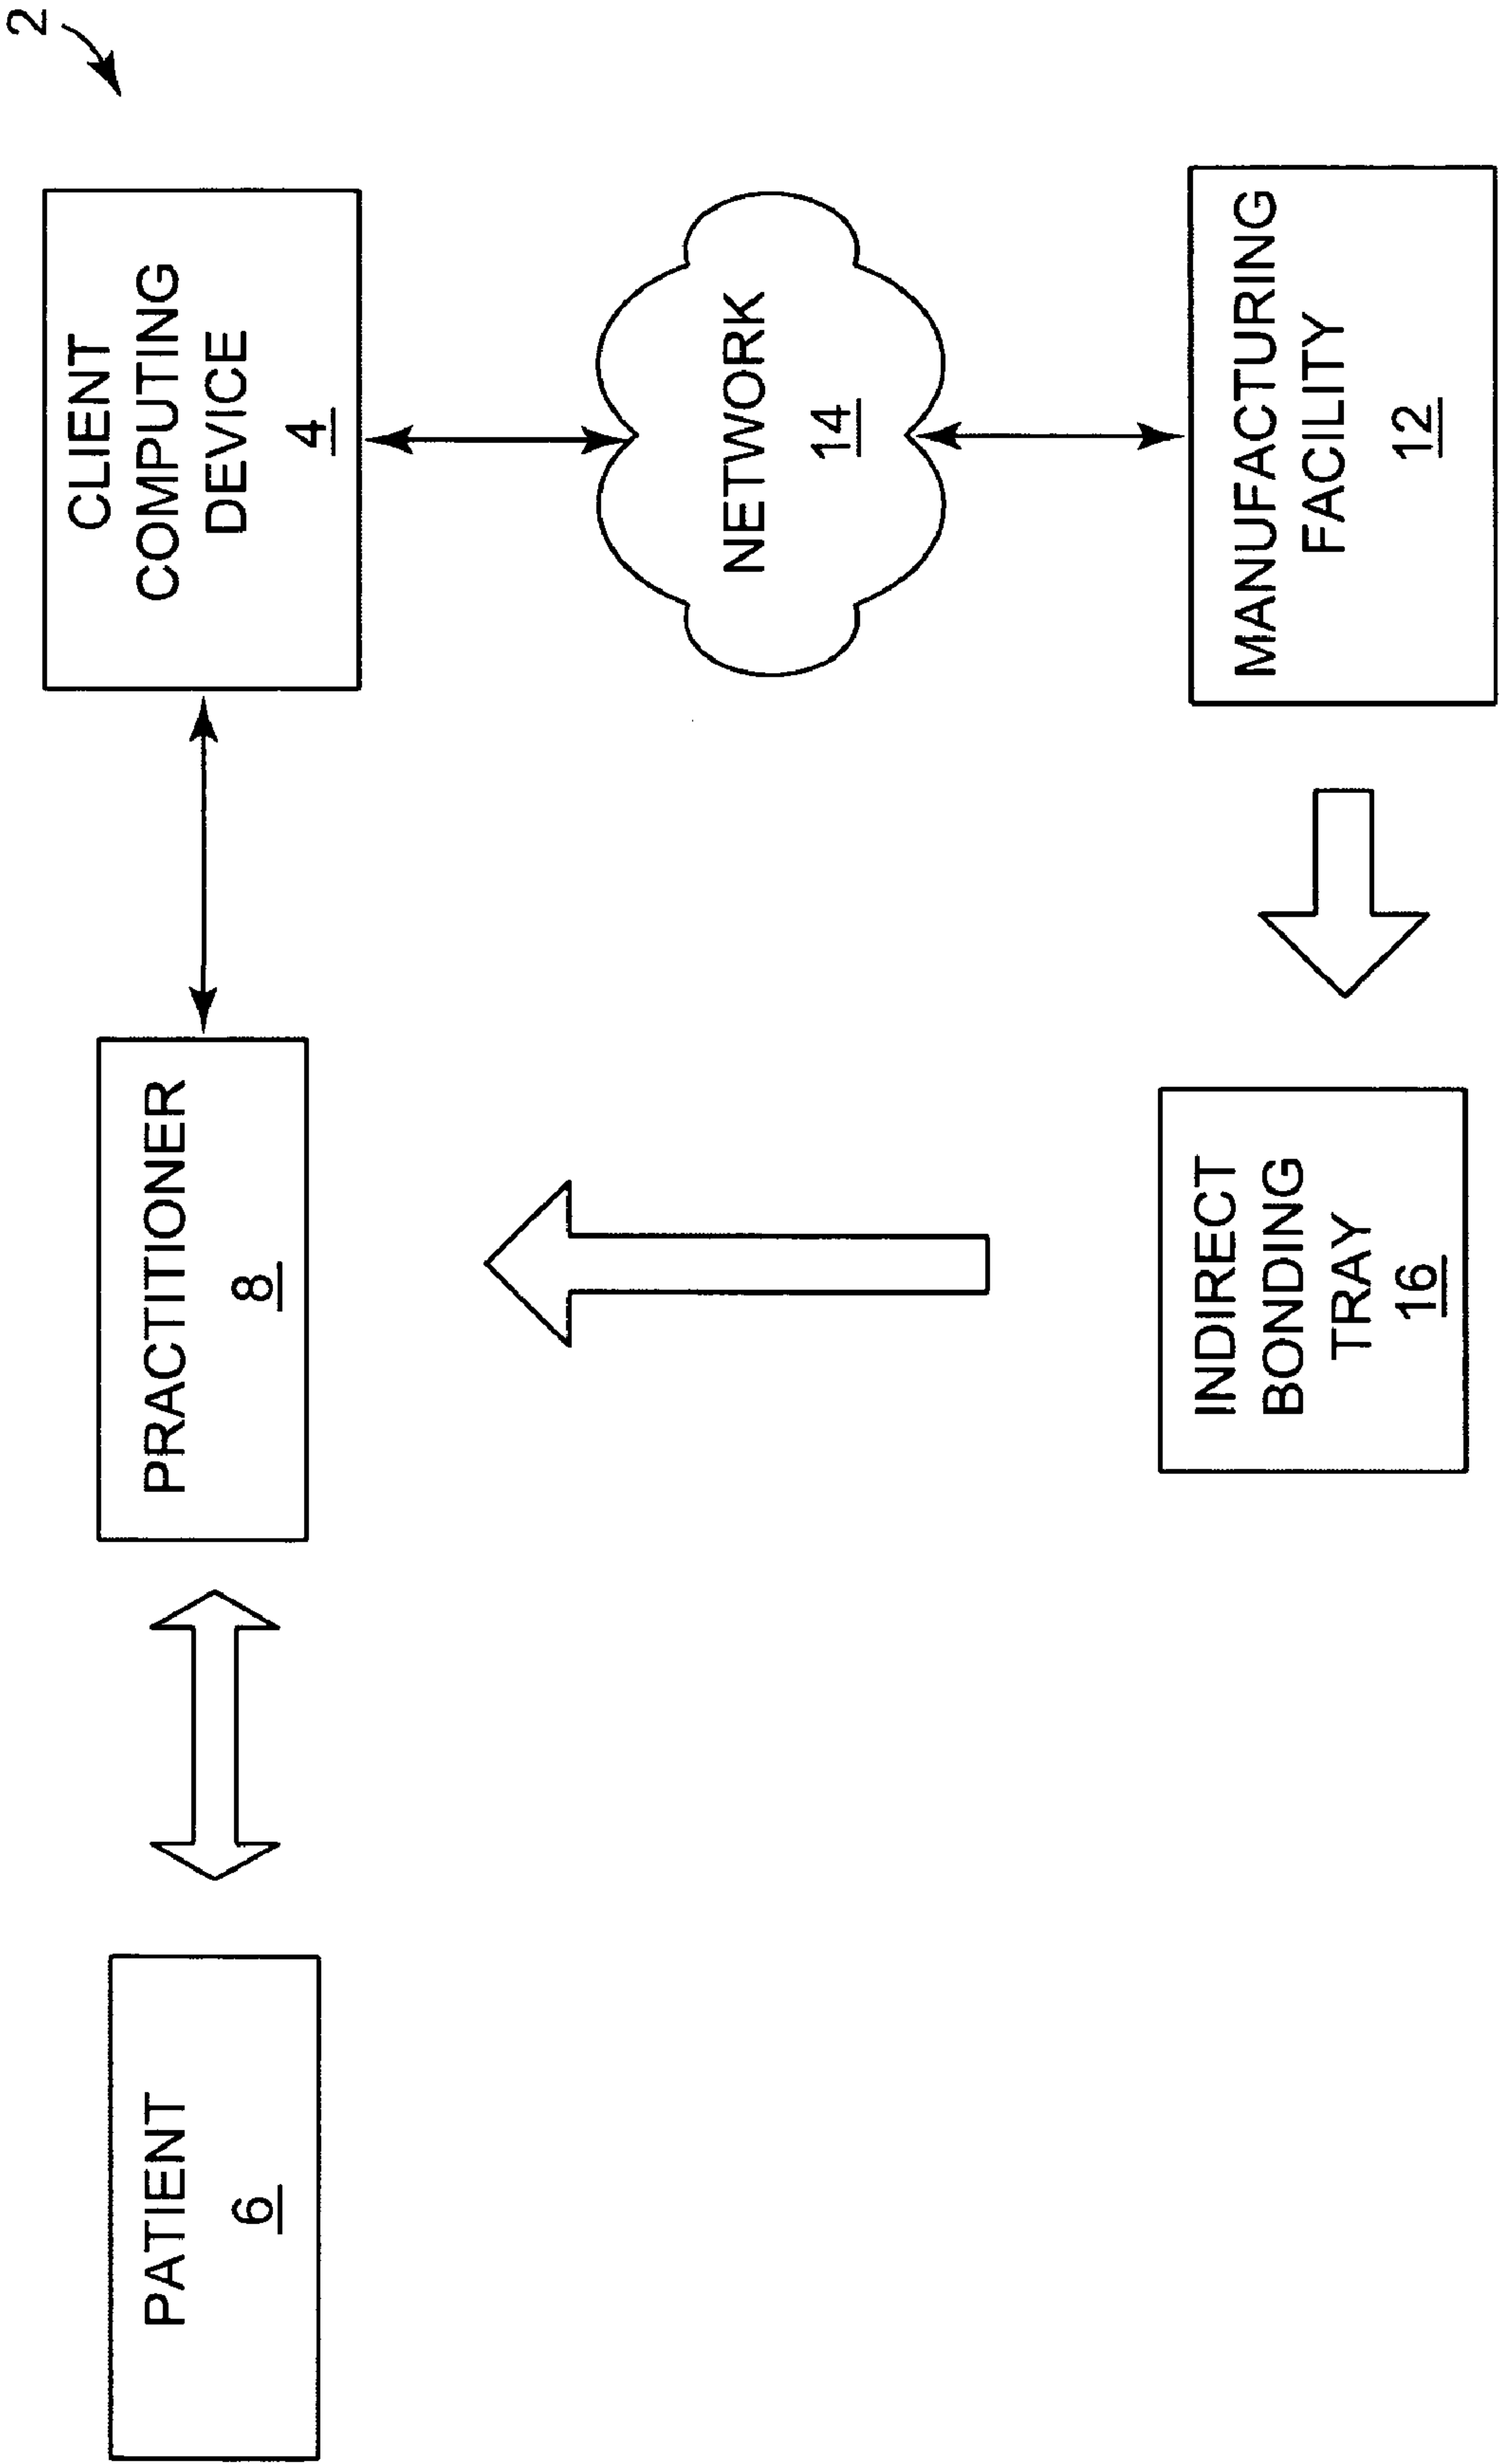 2
PATIENT
6
PRACTITIONER
8
CLIENT
COMPUTING
DEVICE
4
NETWORK
14
INDIRECT
BONDING
TRAY
16
MANUFACTURING
FACILITY
12